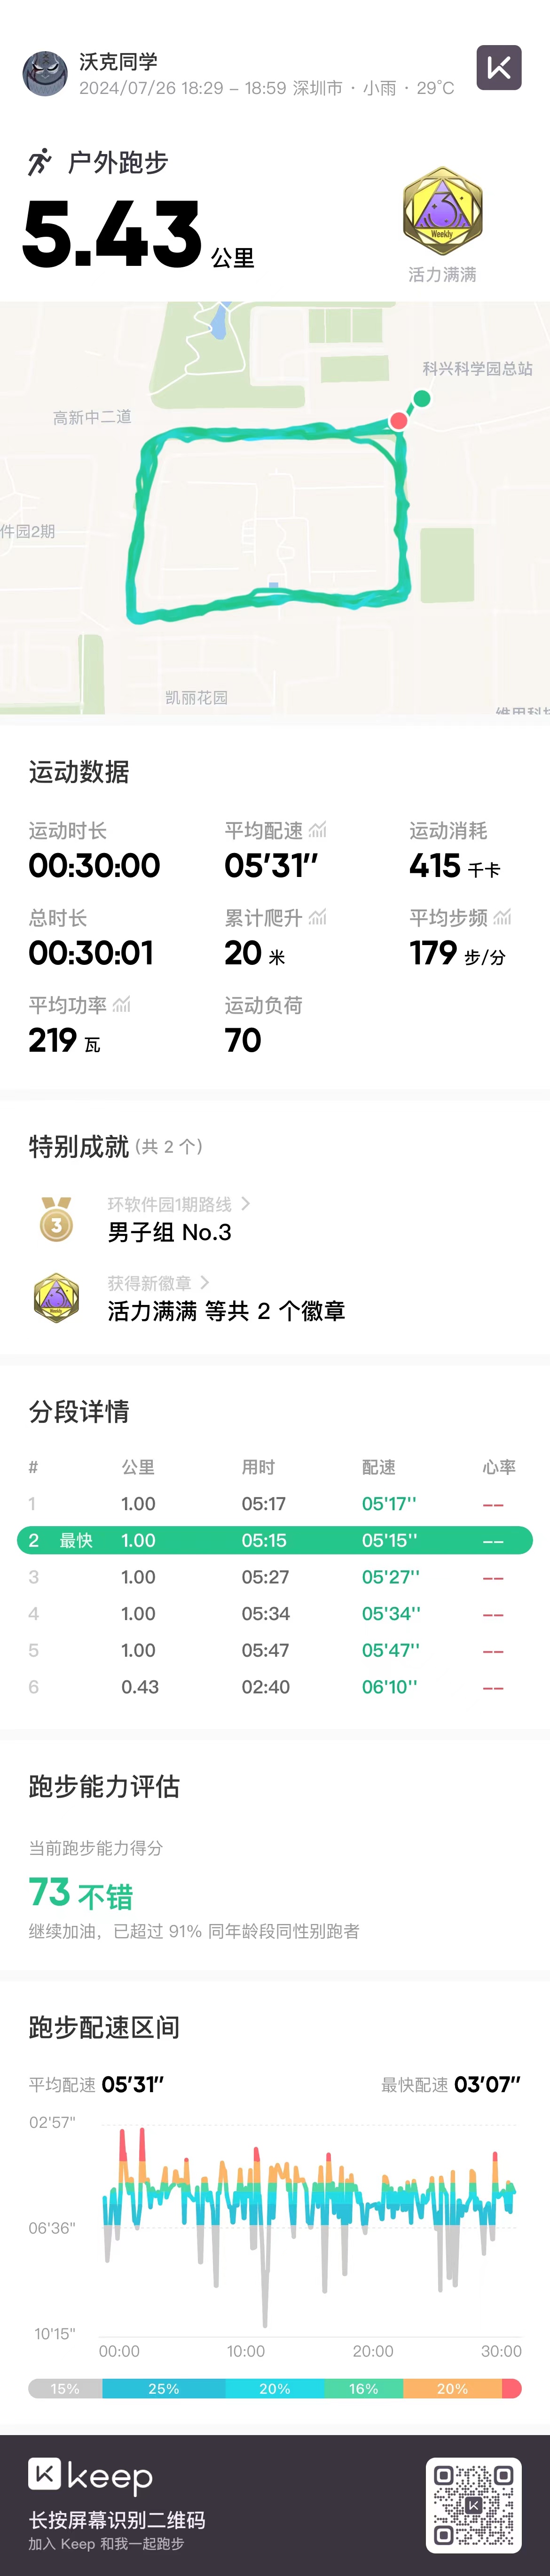 沃克同学
2024/07/26 18:29 – 18:59 深圳市 · 小雨 · 29°C
户外跑步
5.43 公里
3
Weekly
活力满满
科兴科学园总站
高新中二道
件园2期
凯丽花园
运动数据
运动时长 平均配速 运动消耗
00:30:00 05'31" 415 千卡
总时长 累计爬升 平均步频
00:30:01 20 米 179 步/分
平均功率 运动负荷
219 瓦 70
特别成就 (共 2 个)
3
环软件园1期路线
男子组 No.3
获得新徽章
活力满满 等共 2 个徽章
分段详情
# 公里 用时 配速 心率
1 1.00 05:17 05'17'' --
2 最快 1.00 05:15 05'15'' --
3 1.00 05:27 05'27'' --
4 1.00 05:34 05'34'' --
5 1.00 05:47 05'47'' --
6 0.43 02:40 06'10'' --
跑步能力评估
当前跑步能力得分
73 不错
继续加油，已超过 91% 同年龄段同性别跑者
跑步配速区间
平均配速 05'31" 最快配速 03'07"
02'57"
06'36"
10'15"
00:00 10:00 20:00 30:00
15% 25% 20% 16% 20%
keep
长按屏幕识别二维码
加入 Keep 和我一起跑步